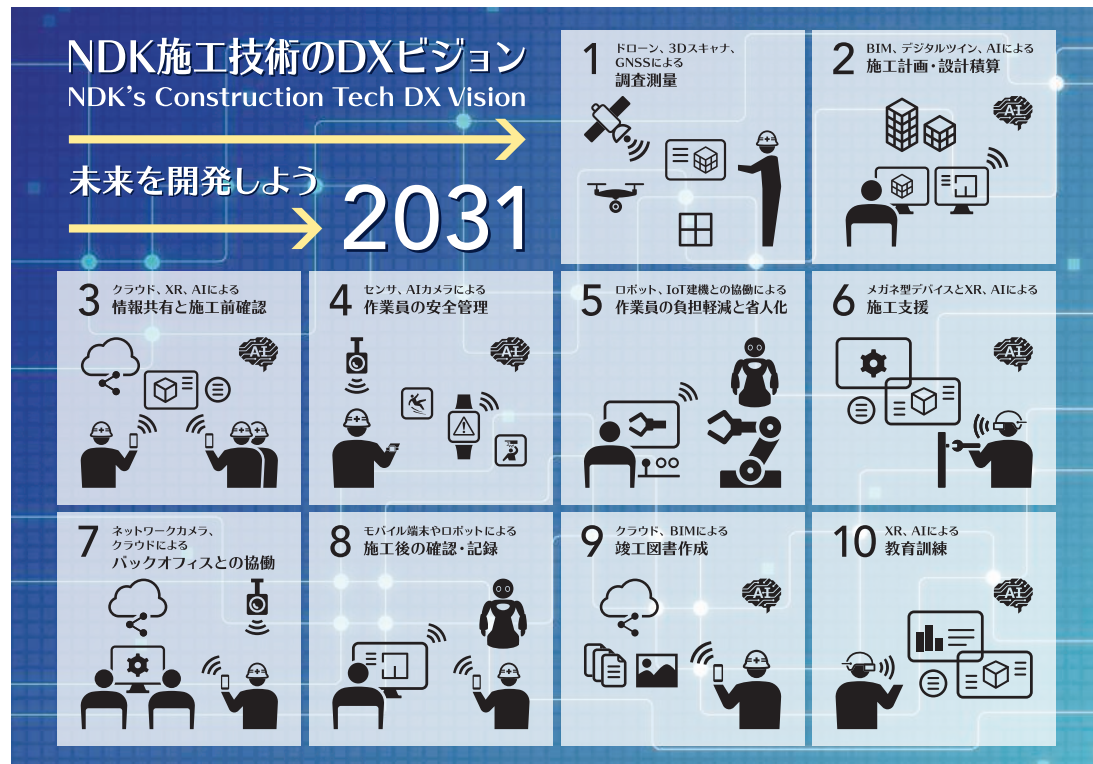 NDK施工技術のDXビジョン
NDK's Construction Tech DX Vision
未来を開発しよう
2031
1
ドローン、3Dスキャナ、
GNSSによる
調査測量
2
BIM、デジタルツイン、AIによる
施工計画・設計積算
AI
3
クラウド、XR、AIによる
情報共有と施工前確認
AI
4
センサ、AIカメラによる
作業員の安全管理
AI
5
ロボット、IoT建機との協働による
作業員の負担軽減と省人化
6
メガネ型デバイスとXR、AIによる
施工支援
AI
7
ネットワークカメラ、
クラウドによる
バックオフィスとの協働
8
モバイル端末やロボットによる
施工後の確認・記録
9
クラウド、BIMによる
竣工図書作成
AI
10
XR、AIによる
教育訓練
AI